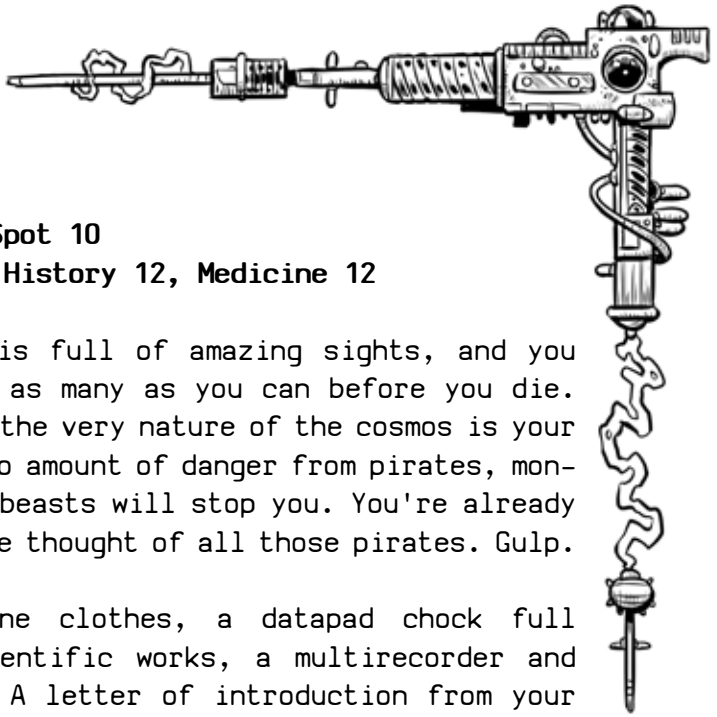 Spot 10
History 12, Medicine 12
is full of amazing sights, and you
as many as you can before you die.
the very nature of the cosmos is your
amount of danger from pirates, mon-
beasts will stop you. You're already
thought of all those pirates. Gulp.
clothes, a datapad chock full
works, a multirecorder and
A letter of introduction from your